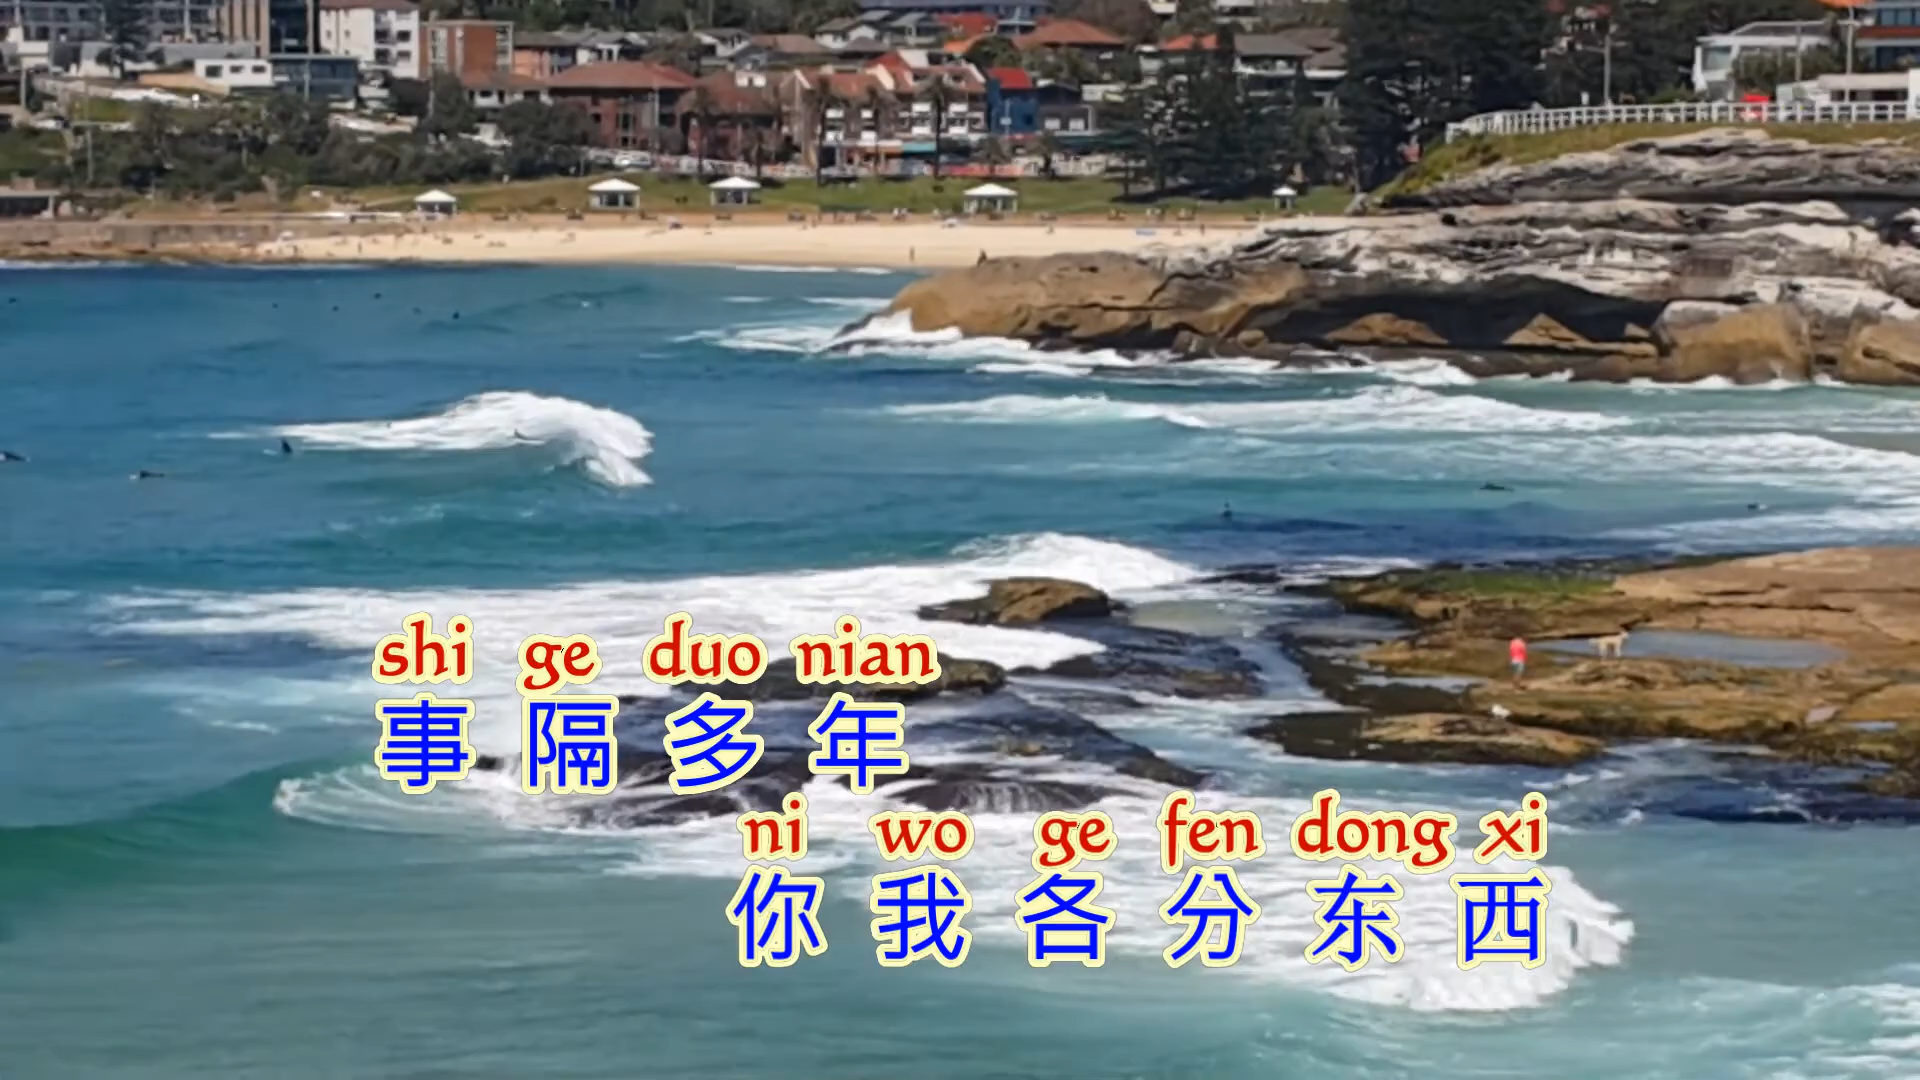 shi ge duo nian
事 隔 多 年
ni wo ge fen dong xi
你 我 各 分 东 西